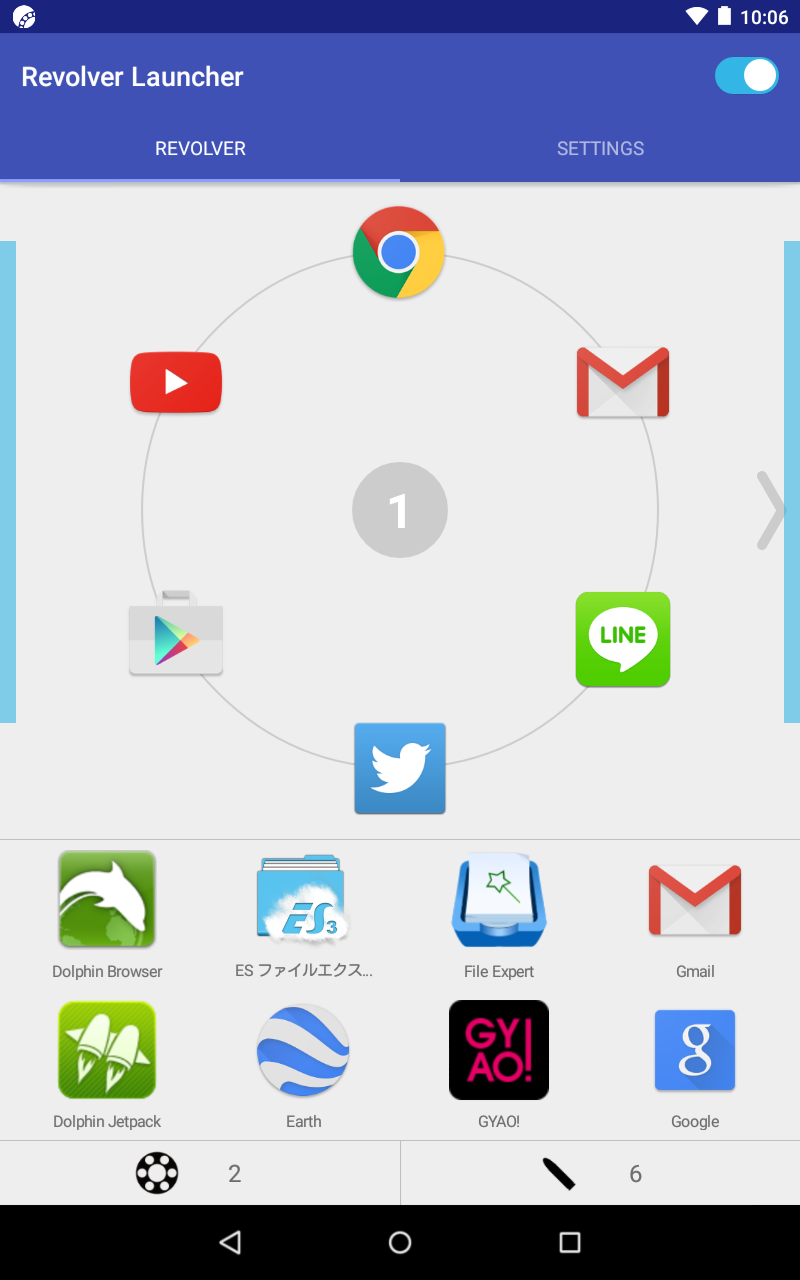 10:06
Revolver Launcher
REVOLVER
SETTINGS
1
LINE
ES3
Dolphin Browser
ES ファイルエクス...
File Expert
Gmail
GY
AO!
g
Dolphin Jetpack
Earth
GYAO!
Google
2
6